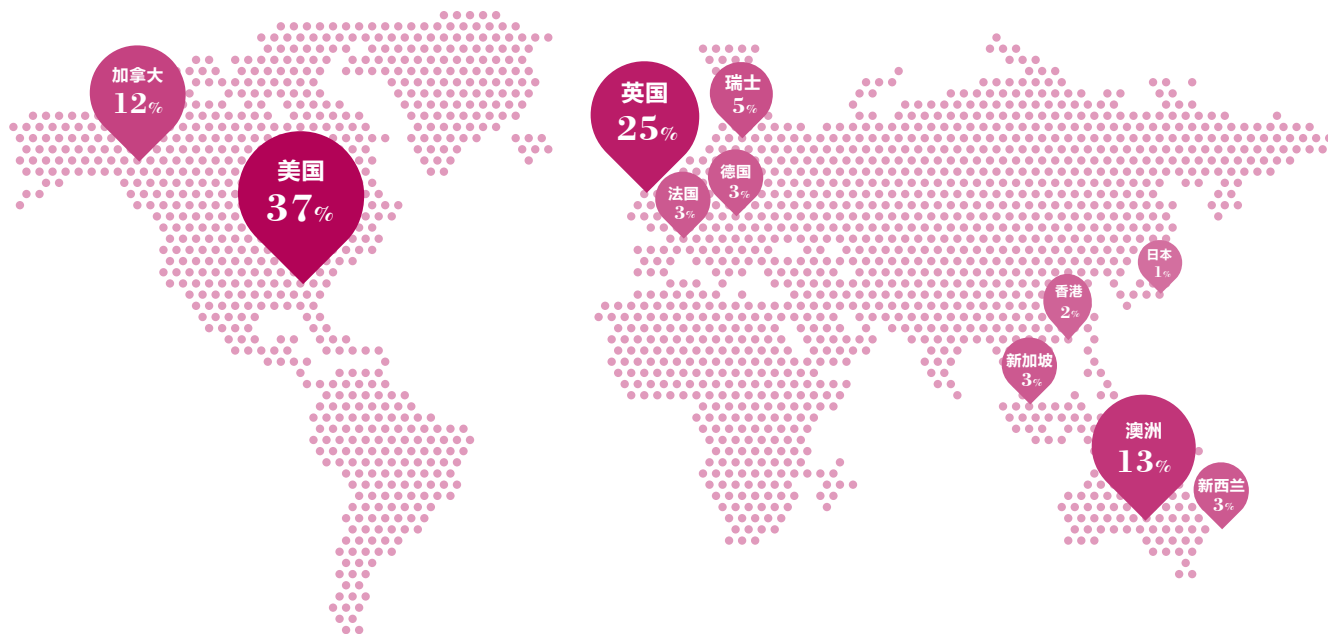 加拿大
12%
美国
37%
英国
25%
瑞士
5%
法国
3%
德国
3%
日本
1%
香港
2%
新加坡
3%
澳洲
13%
新西兰
3%